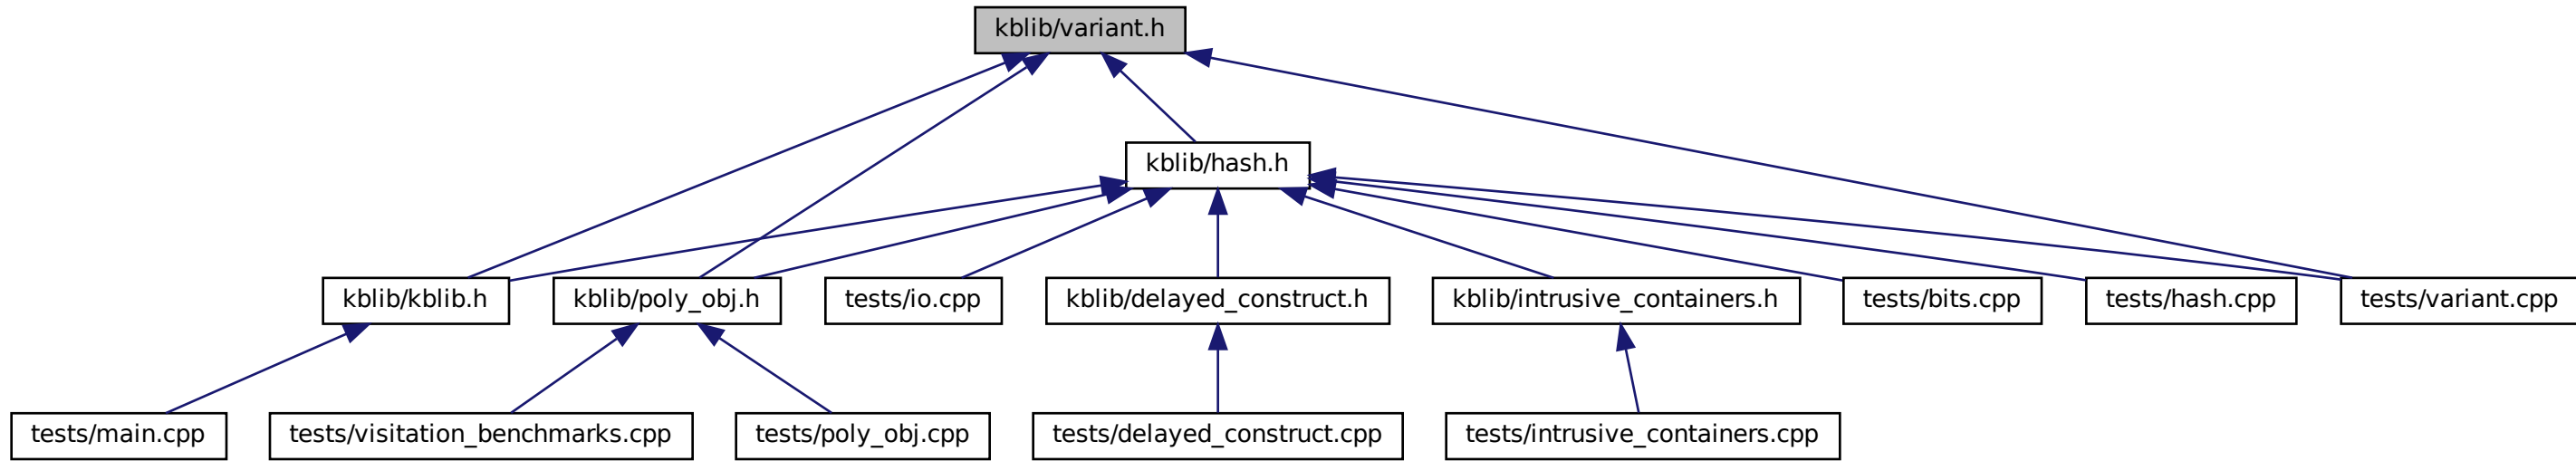 kblib/variant.h
kblib/hash.h
kblib/kblib.h
kblib/poly_obj.h
tests/io.cpp
kblib/delayed_construct.h
kblib/intrusive_containers.h
tests/bits.cpp
tests/hash.cpp
tests/variant.cpp
tests/main.cpp
tests/visitation_benchmarks.cpp
tests/poly_obj.cpp
tests/delayed_construct.cpp
tests/intrusive_containers.cpp